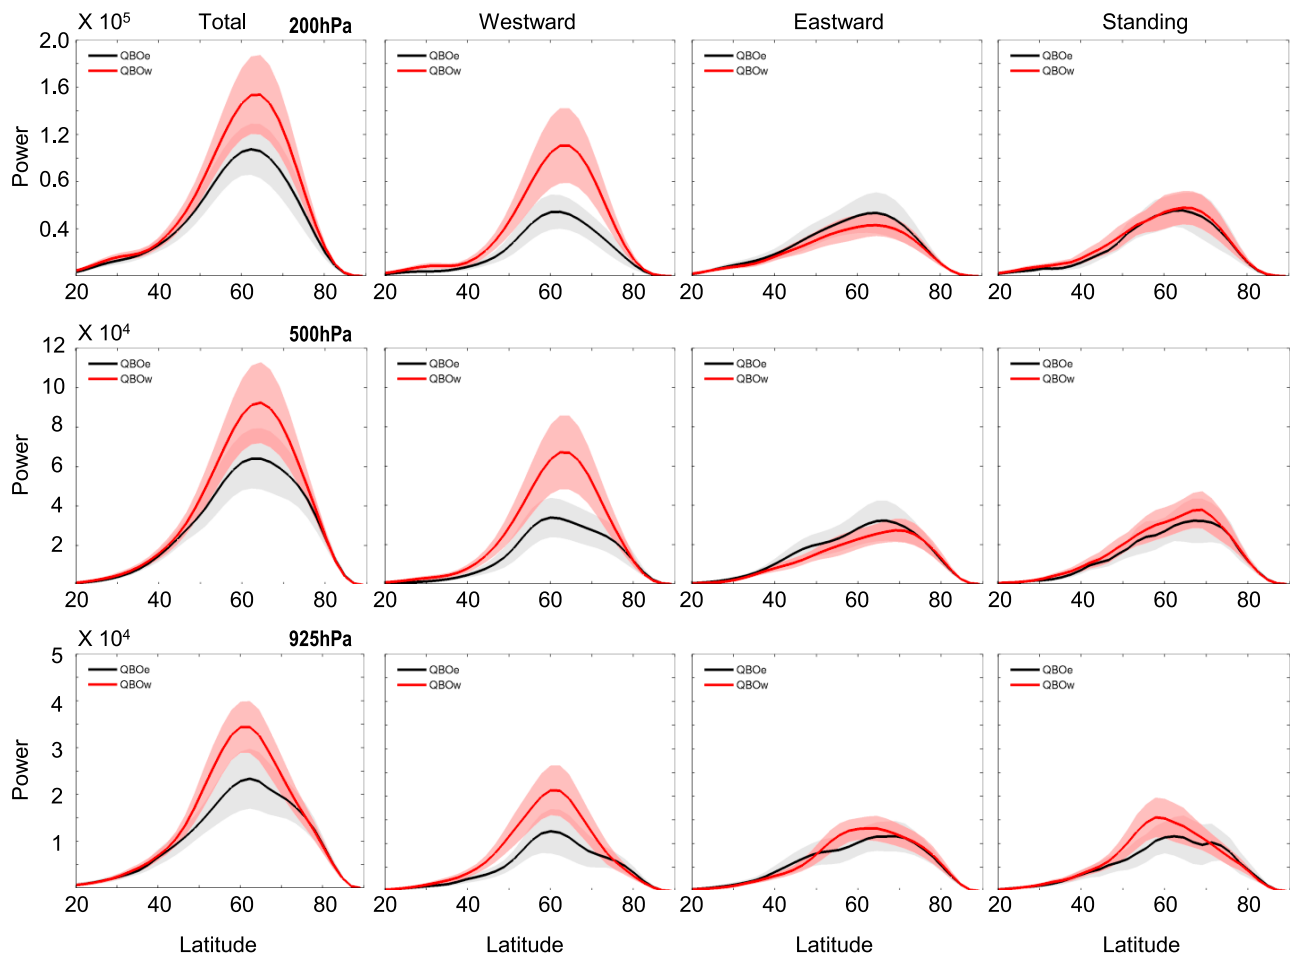 Total Westward Eastward Standing
X 10⁵ 200hPa
Power
2.0
1.6
1.2
0.6
0.4
QBOe
QBOw
QBOe
QBOw
QBOe
QBOw
QBOe
QBOw
20 40 60 80 20 40 60 80 20 40 60 80 20 40 60 80
X 10⁴ 500hPa
Power
12
10
8
6
4
2
QBOe
QBOw
QBOe
QBOw
QBOe
QBOw
QBOe
QBOw
20 40 60 80 20 40 60 80 20 40 60 80 20 40 60 80
X 10⁴ 925hPa
Power
5
4
3
2
1
QBOe
QBOw
QBOe
QBOw
QBOe
QBOw
QBOe
QBOw
20 40 60 80 20 40 60 80 20 40 60 80 20 40 60 80
Latitude Latitude Latitude Latitude